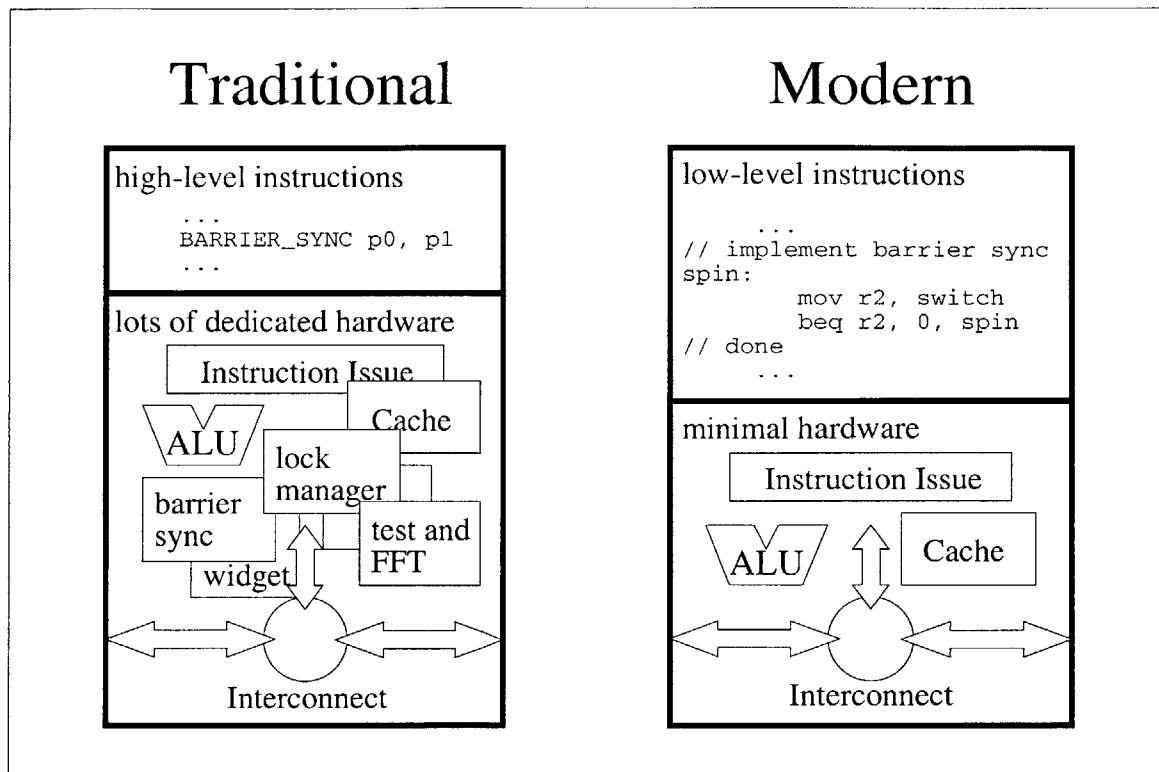 Traditional
high-level instructions
...
BARRIER_SYNC p0, p1
...
lots of dedicated hardware
Instruction Issue
Cache
ALU
lock
manager
barrier
sync
test and
FFT
widget
Interconnect
Modern
low-level instructions
...
// implement barrier sync
spin:
mov r2, switch
beq r2, 0, spin
// done
...
minimal hardware
Instruction Issue
ALU
Cache
Interconnect